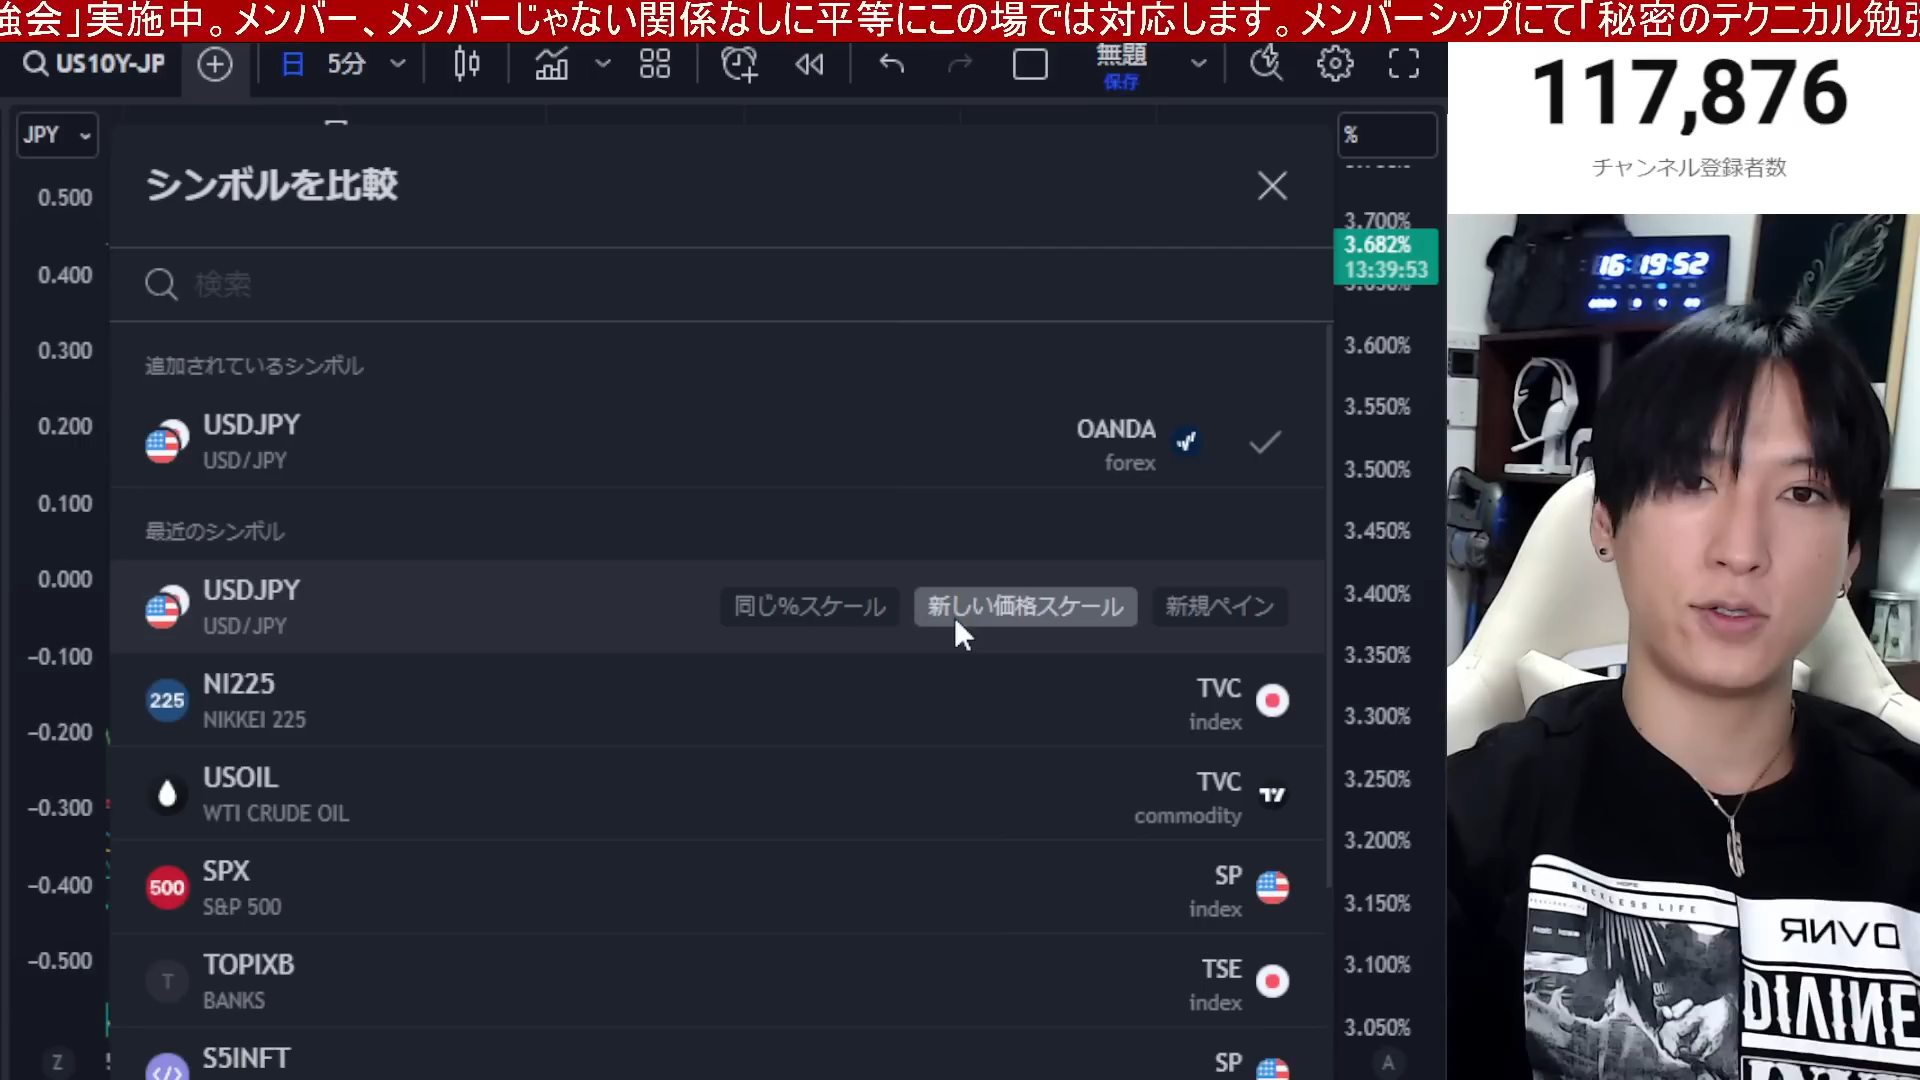 強会」実施中。メンバー、メンバーじゃない関係なしに平等にこの場では対応します。メンバーシップにて「秘密のテクニカル勉強
US10Y-JP
日
5分
無題
保存
117,876
チャンネル登録者数
JPY
%
シンボルを比較
検索
追加されているシンボル
USDJPY
USD/JPY
OANDA
forex
最近のシンボル
USDJPY
USD/JPY
同じ%スケール
新しい価格スケール
新規ペイン
225
NI225
NIKKEI 225
TVC
index
USOIL
WTI CRUDE OIL
TVC
commodity
500
SPX
S&P 500
SP
index
T
TOPIXB
BANKS
TSE
index
S5INFT
SP
0.500
0.400
0.300
0.200
0.100
0.000
−0.100
−0.200
−0.300
−0.400
−0.500
Z
3.700%
3.682%
13:39:53
3.600%
3.550%
3.500%
3.450%
3.400%
3.350%
3.300%
3.250%
3.200%
3.150%
3.100%
3.050%
A
16:19:52
RECKLESS LIFE
DVNR
DIVINE